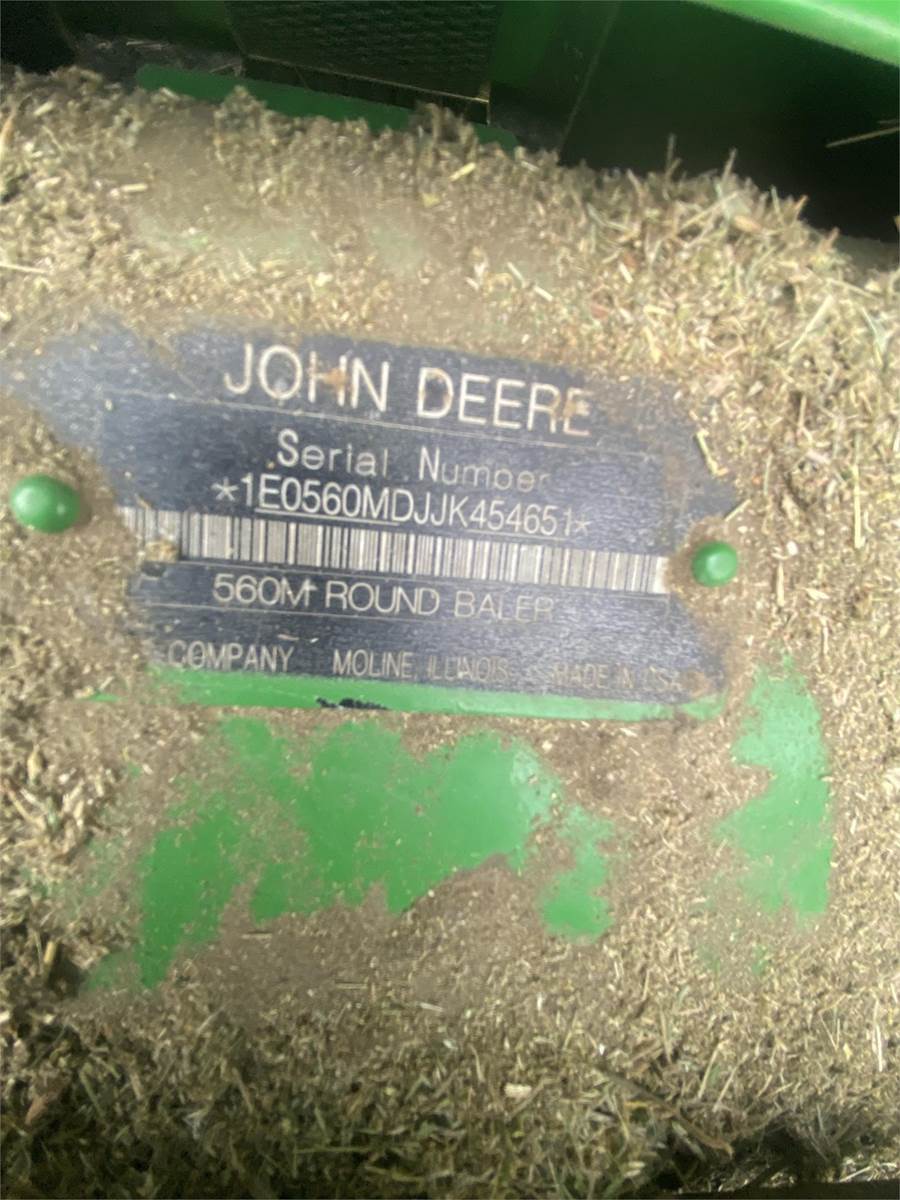 JOHN DEERE
Serial Number
*1E0560MDJJK454651*
560M ROUND BALER
COMPANY MOLINE, ILLINOIS MADE IN USA